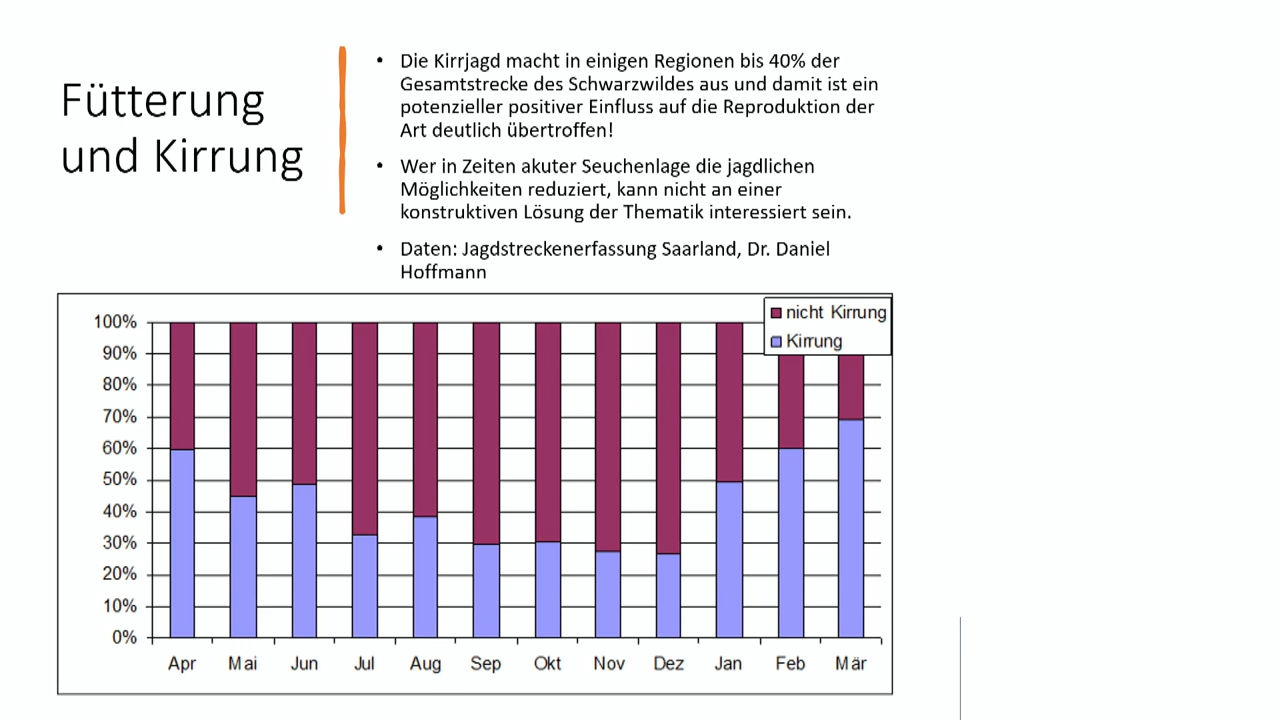 Fütterung
und Kirrung
• Die Kirrjagd macht in einigen Regionen bis 40% der
Gesamtstrecke des Schwarzwildes aus und damit ist ein
potenzieller positiver Einfluss auf die Reproduktion der
Art deutlich übertroffen!
• Wer in Zeiten akuter Seuchenlage die jagdlichen
Möglichkeiten reduziert, kann nicht an einer
konstruktiven Lösung der Thematik interessiert sein.
• Daten: Jagdstreckenerfassung Saarland, Dr. Daniel
Hoffmann
nicht Kirrung
Kirrung
100%
90%
80%
70%
60%
50%
40%
30%
20%
10%
0%
Apr Mai Jun Jul Aug Sep Okt Nov Dez Jan Feb Mär